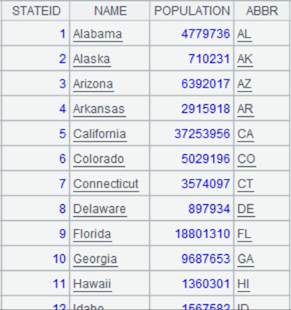 STATEID NAME POPULATION ABBR
1 Alabama 4779736 AL
2 Alaska 710231 AK
3 Arizona 6392017 AZ
4 Arkansas 2915918 AR
5 California 37253956 CA
6 Colorado 5029196 CO
7 Connecticut 3574097 CT
8 Delaware 897934 DE
9 Florida 18801310 FL
10 Georgia 9687653 GA
11 Hawaii 1360301 HI
12 Idaho 1567582 ID